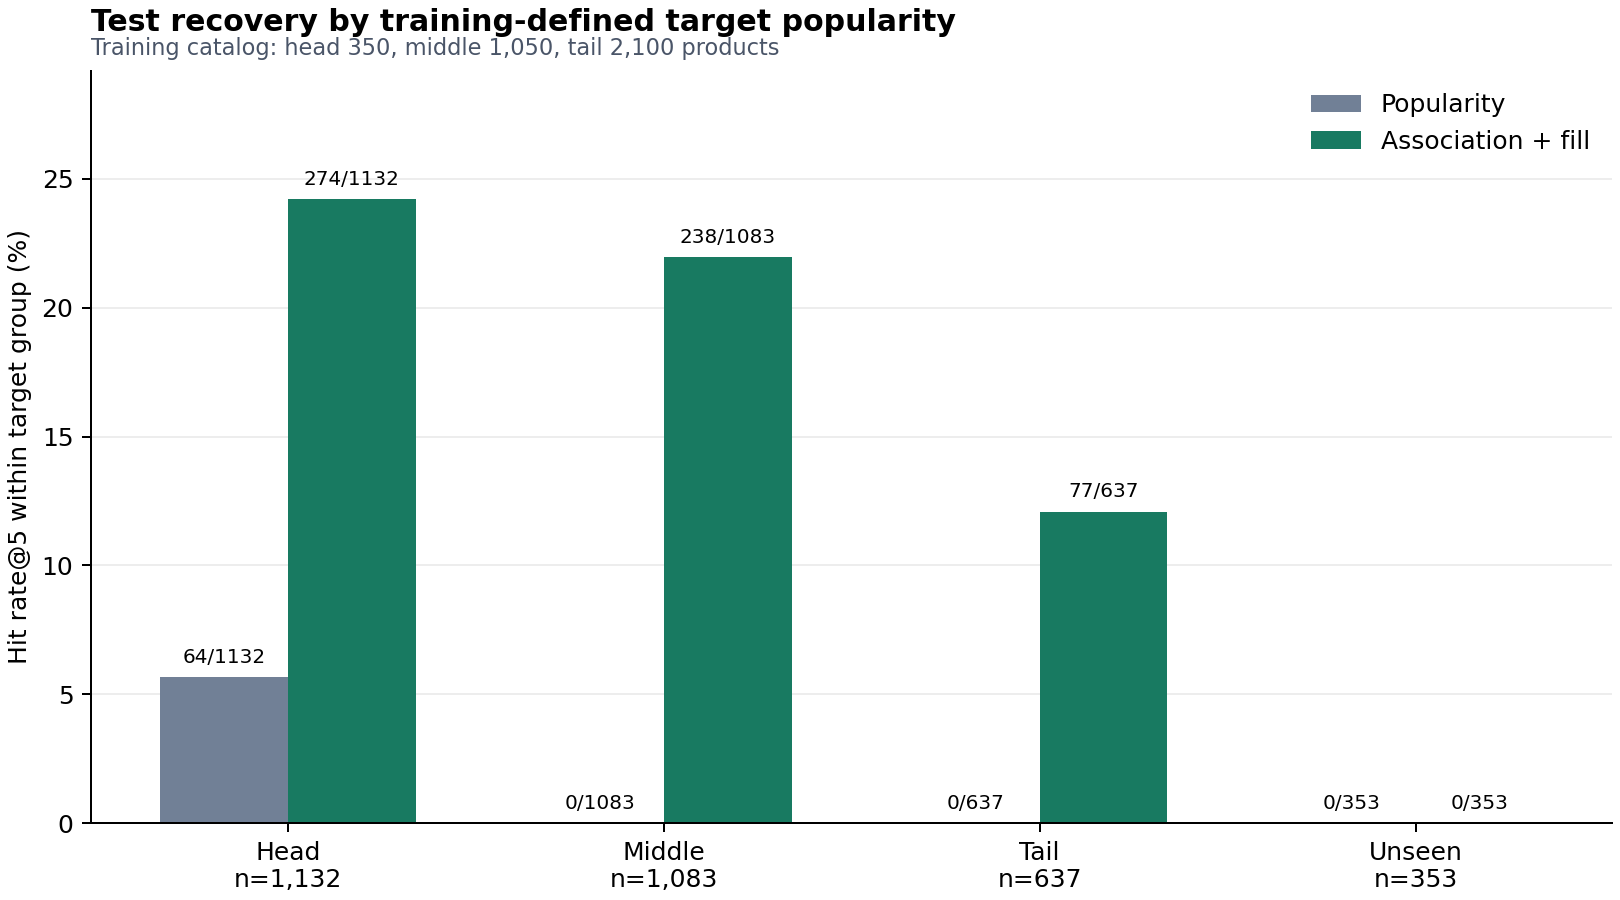 Test recovery by training-defined target popularity
Training catalog: head 350, middle 1,050, tail 2,100 products
Popularity
Association + fill
Hit rate@5 within target group (%)
25
20
15
10
5
0
64/1132
274/1132
0/1083
238/1083
0/637
77/637
0/353
0/353
Head
n=1,132
Middle
n=1,083
Tail
n=637
Unseen
n=353